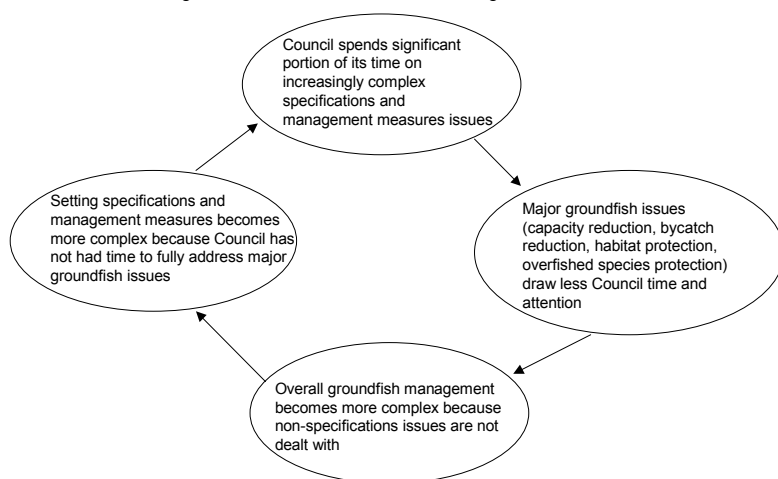 Council spends significant
portion of its time on
increasingly complex
specifications and
management measures issues
Major groundfish issues
(capacity reduction, bycatch
reduction, habitat protection,
overfished species protection)
draw less Council time and
attention
Overall groundfish management
becomes more complex because
non-specifications issues are not
dealt with
Setting specifications and
management measures becomes
more complex because Council has
not had time to fully address major
groundfish issues